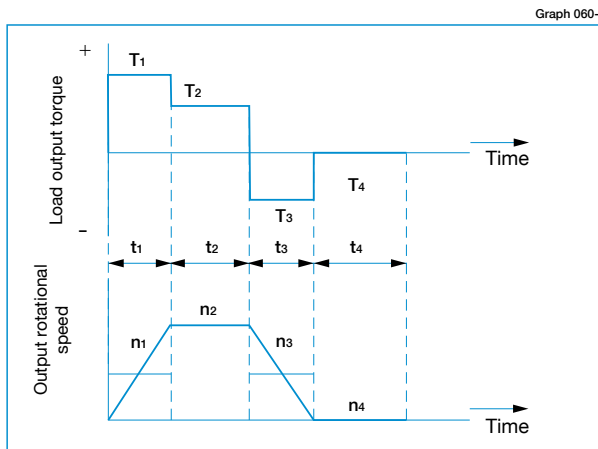 Graph 060-
+
Load output torque
-
T1
T2
T3
T4
Time
t1
t2
t3
t4
Output rotational
speed
n1
n2
n3
n4
Time